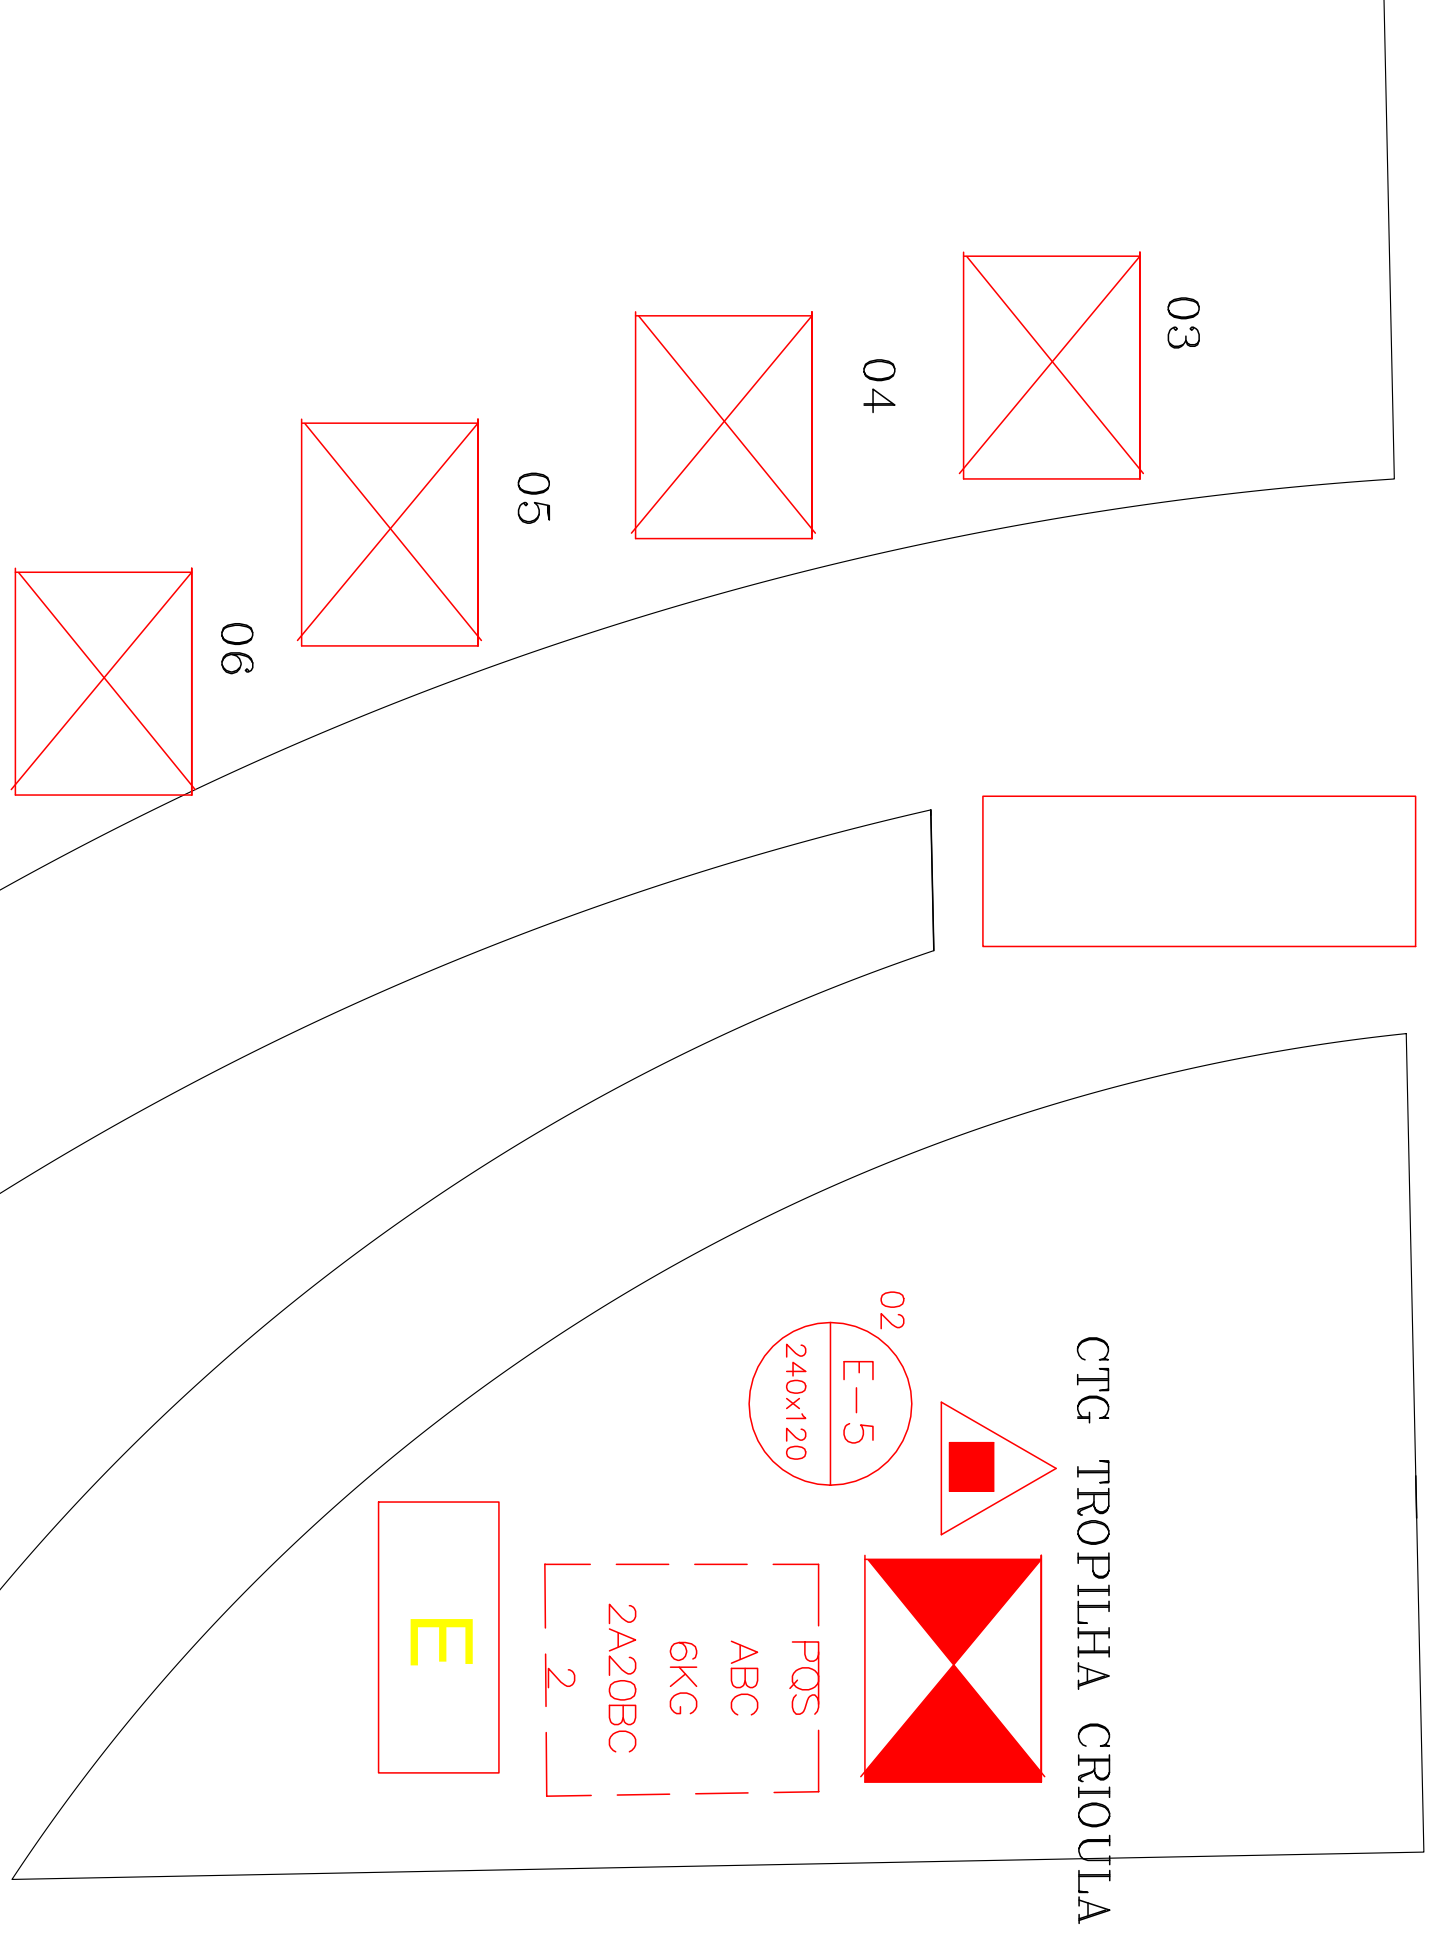 03
04
05
06
CTG TROPILHA CRIOULA
02
E-5
240x120
PQS
ABC
6KG
2A20BC
2
E